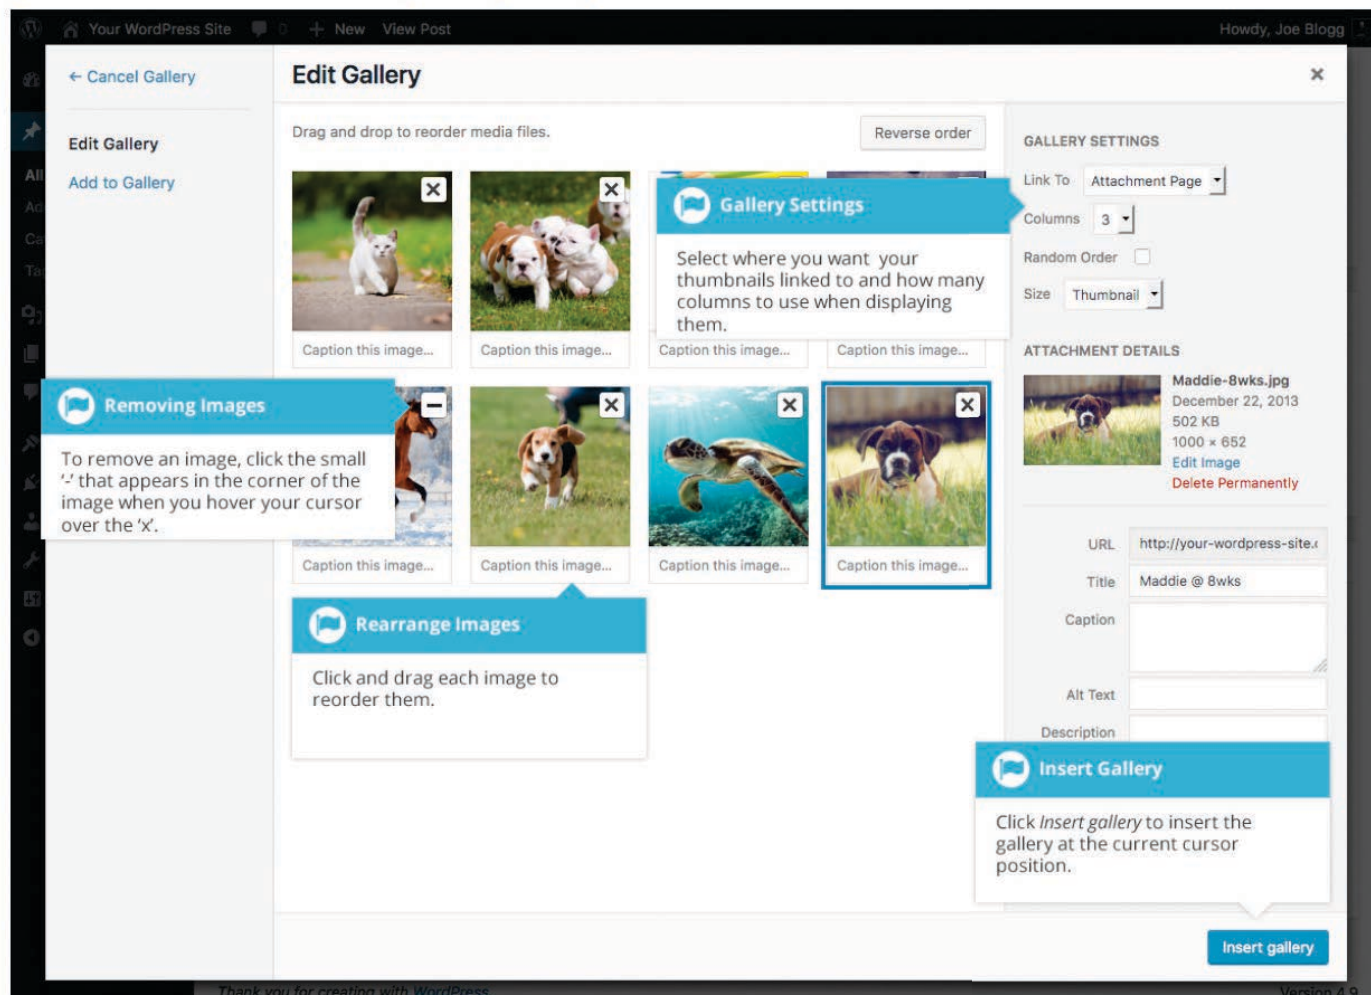 Your WordPress Site 0 + New View Post Howdy, Joe Blogg
← Cancel Gallery
Edit Gallery
Add to Gallery
Edit Gallery
×
Drag and drop to reorder media files.
Reverse order
Caption this image...
Caption this image...
Caption this image...
Caption this image...
Caption this image...
Caption this image...
Caption this image...
Caption this image...
Gallery Settings
Select where you want your
thumbnails linked to and how many
columns to use when displaying
them.
Removing Images
To remove an image, click the small
‘-’ that appears in the corner of the
image when you hover your cursor
over the ‘x’.
Rearrange Images
Click and drag each image to
reorder them.
GALLERY SETTINGS
Link To Attachment Page
Columns 3
Random Order
Size Thumbnail
ATTACHMENT DETAILS
Maddie-8wks.jpg
December 22, 2013
502 KB
1000 × 652
Edit Image
Delete Permanently
URL http://your-wordpress-site.c
Title Maddie @ 8wks
Caption
Alt Text
Description
Insert Gallery
Click Insert gallery to insert the
gallery at the current cursor
position.
Insert gallery
All
Thank you for creating with WordPress
Version 4.9